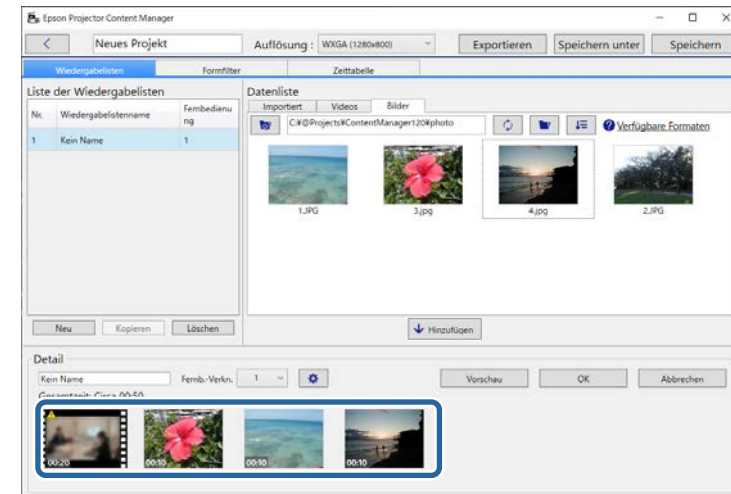 Epson Projector Content Manager
Neues Projekt Auflösung : WXGA (1280x800) Exportieren Speichern unter Speichern
Wiedergabelisten Formfilter Zeittabelle
Liste der Wiedergabelisten Datenliste
Importiert Videos Bilder
Nr. Wiedergabelistenname Fernbedienu
ng
C:¥@Projects¥ContentManager120¥photo Verfügbare Formaten
1 Kein Name 1
1.JPG 3.jpg 4.jpg 2.JPG
Neu Kopieren Löschen Hinzufügen
Detail
Kein Name Fernb.-Verkn. 1 Vorschau OK Abbrechen
Gesamtzeit: Circa 00:50
00:20 00:10 00:10 00:10